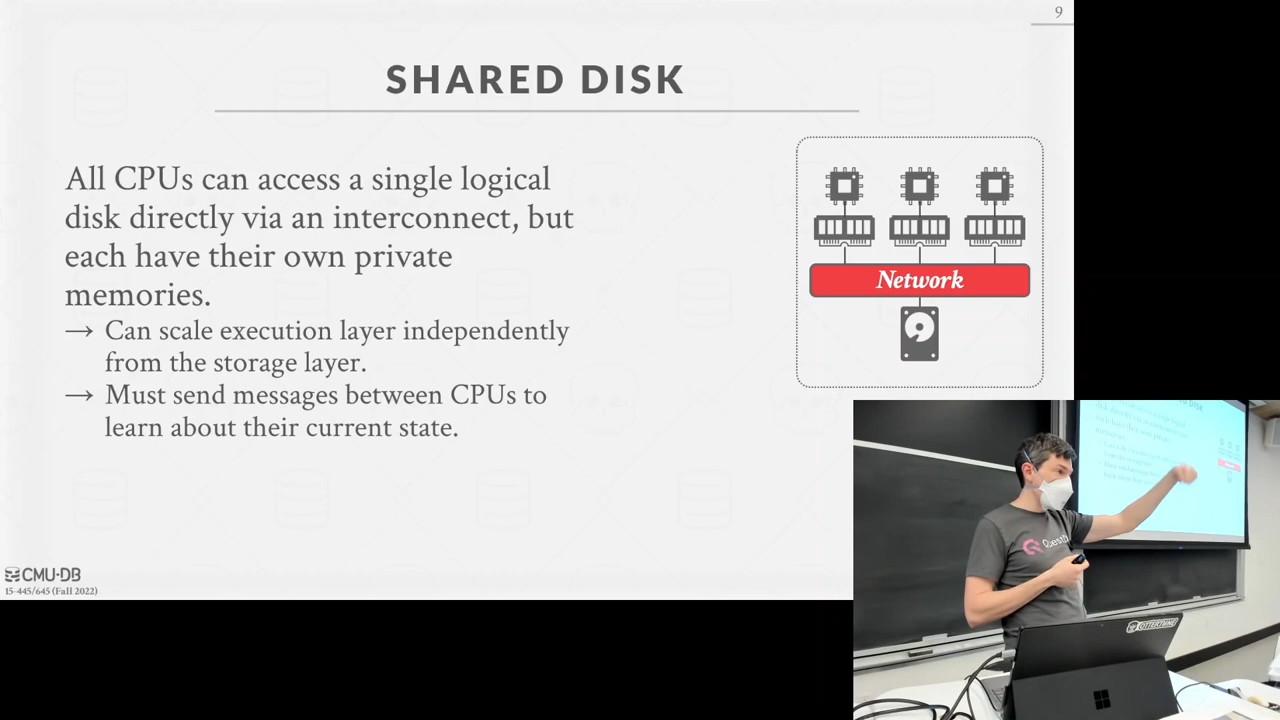 9
SHARED DISK
All CPUs can access a single logical
disk directly via an interconnect, but
each have their own private
memories.
→ Can scale execution layer independently
from the storage layer.
→ Must send messages between CPUs to
learn about their current state.
Network
CMU·DB
15-445/645 (Fall 2022)
OTTERTUNE